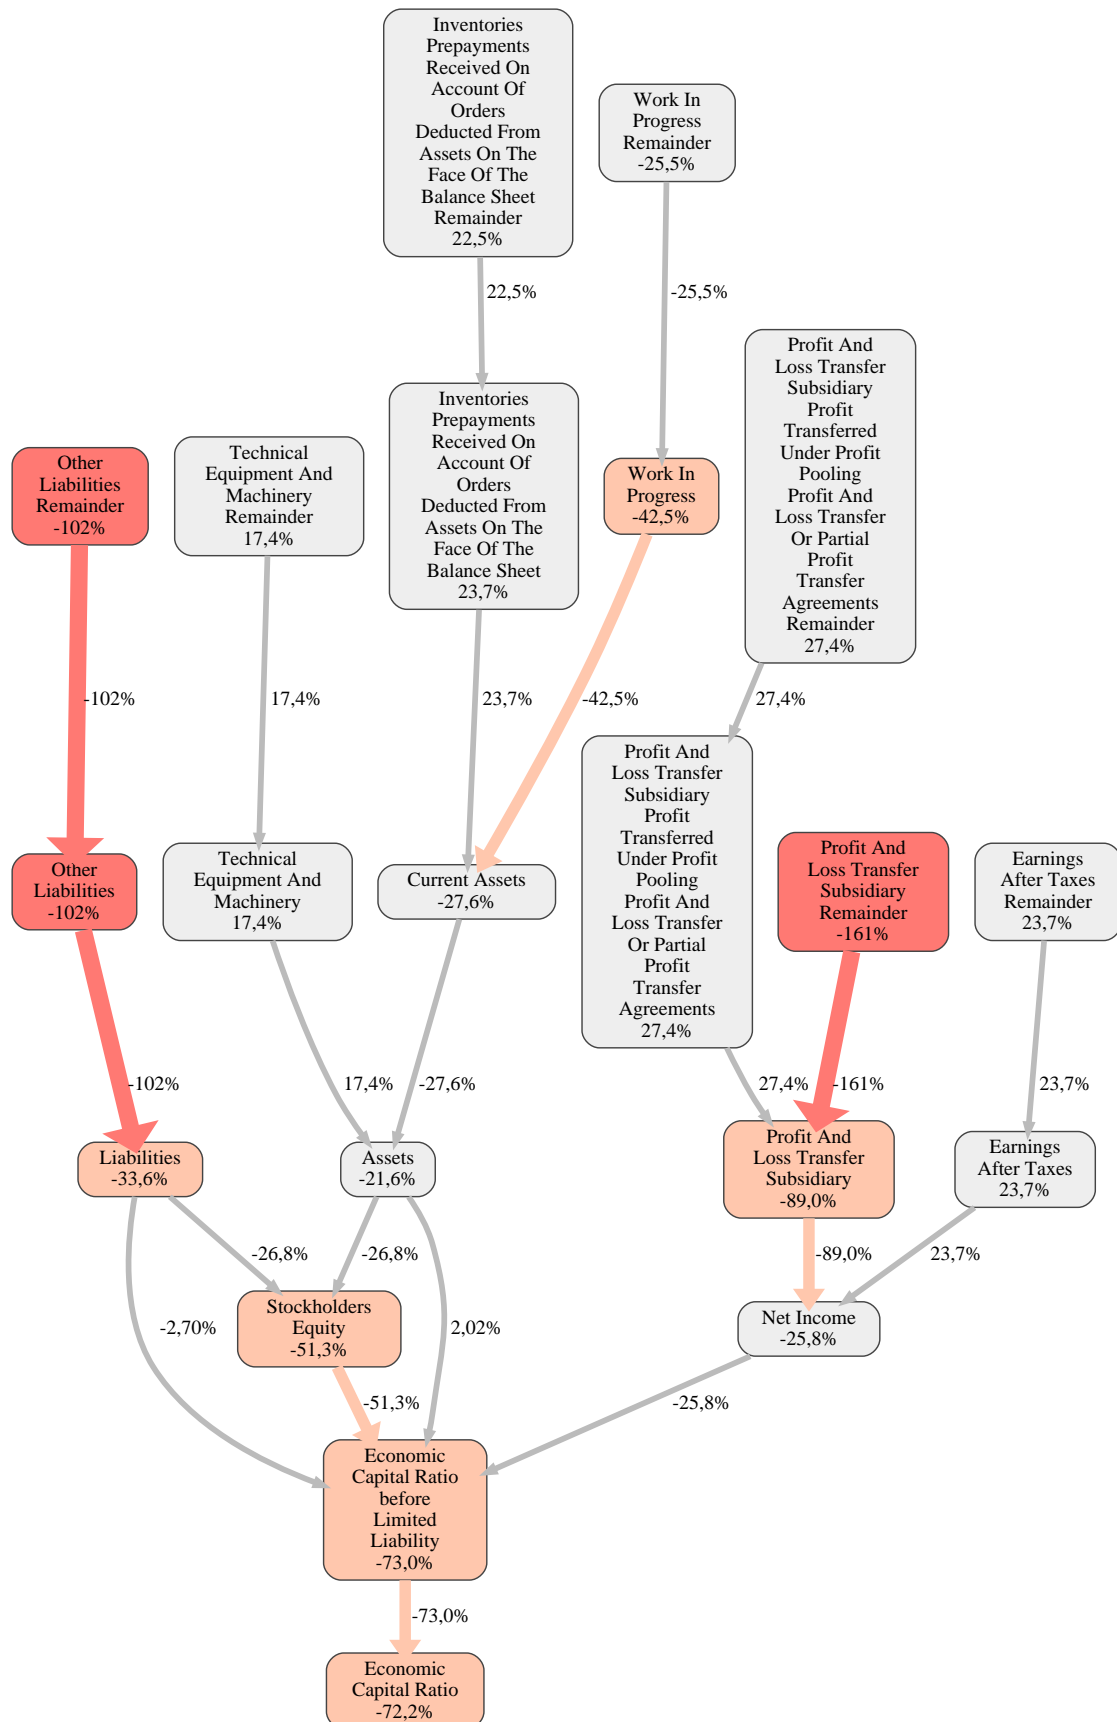 Inventories
Prepayments
Received On
Account Of
Orders
Deducted From
Assets On The
Face Of The
Balance Sheet
Remainder
22,5%
Work In
Progress
Remainder
-25,5%
22,5%
-25,5%
Profit And
Loss Transfer
Subsidiary
Profit
Transferred
Under Profit
Pooling
Profit And
Loss Transfer
Or Partial
Profit
Transfer
Agreements
Remainder
27,4%
Inventories
Prepayments
Received On
Account Of
Orders
Deducted From
Assets On The
Face Of The
Balance Sheet
23,7%
Other
Liabilities
Remainder
-102%
Technical
Equipment And
Machinery
Remainder
17,4%
Work In
Progress
-42,5%
-102%
17,4%
23,7%
-42,5%
27,4%
Profit And
Loss Transfer
Subsidiary
Profit
Transferred
Under Profit
Pooling
Profit And
Loss Transfer
Or Partial
Profit
Transfer
Agreements
27,4%
Other
Liabilities
-102%
Technical
Equipment And
Machinery
17,4%
Current Assets
-27,6%
Profit And
Loss Transfer
Subsidiary
Remainder
-161%
Earnings
After Taxes
Remainder
23,7%
-102%
17,4%
-27,6%
27,4%
-161%
23,7%
Liabilities
-33,6%
Assets
-21,6%
Profit And
Loss Transfer
Subsidiary
-89,0%
Earnings
After Taxes
23,7%
-26,8%
-26,8%
-89,0%
23,7%
Stockholders
Equity
-51,3%
Net Income
-25,8%
-2,70%
2,02%
-51,3%
-25,8%
Economic
Capital Ratio
before
Limited
Liability
-73,0%
-73,0%
Economic
Capital Ratio
-72,2%